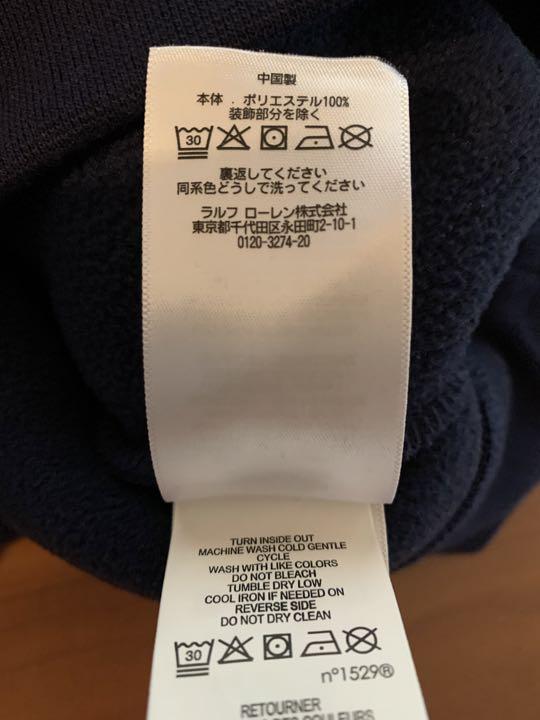 中国製
本体 . ポリエステル100%
装飾部分を除く
30
裏返してください
同系色どうしで洗ってください
ラルフ ローレン株式会社
東京都千代田区永田町2-10-1
0120-3274-20
TURN INSIDE OUT
MACHINE WASH COLD GENTLE
CYCLE
WASH WITH LIKE COLORS
DO NOT BLEACH
TUMBLE DRY LOW
COOL IRON IF NEEDED ON
REVERSE SIDE
DO NOT DRY CLEAN
30
nº1529®
RETOURNER
COULEURS